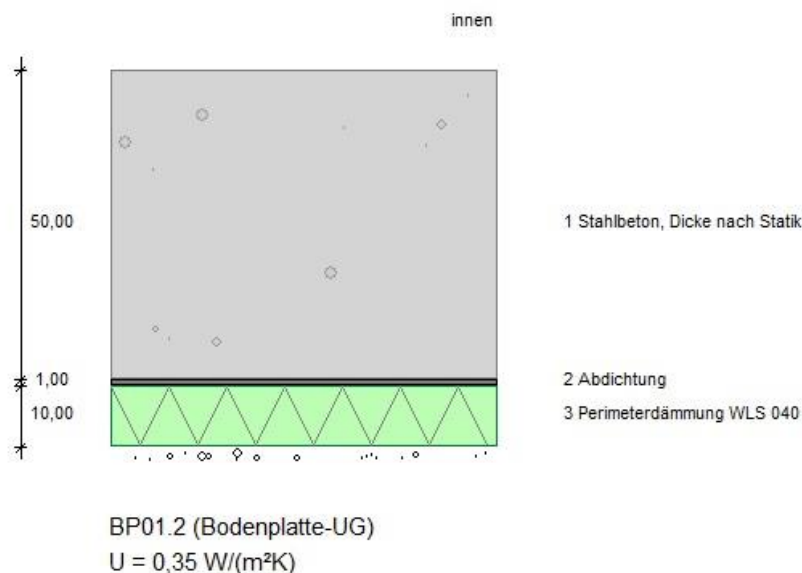 innen
50,00
1 Stahlbeton, Dicke nach Statik
1,00
2 Abdichtung
10,00
3 Perimeterdämmung WLS 040
BP01.2 (Bodenplatte-UG)
U = 0,35 W/(m²K)